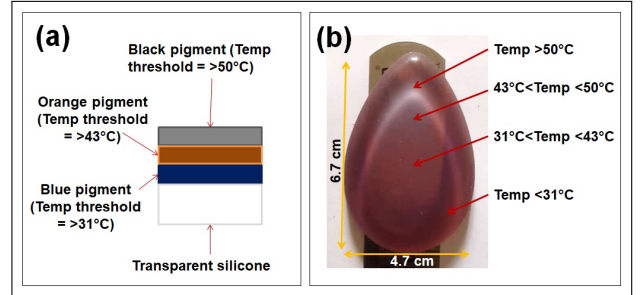 (a)
Black pigment (Temp
threshold = >50°C)
Orange pigment
(Temp threshold
= >43°C)
Blue pigment
(Temp threshold
= >31°C)
Transparent silicone
(b)
Temp >50°C
43°C<Temp <50°C
31°C<Temp <43°C
Temp <31°C
6.7 cm
4.7 cm